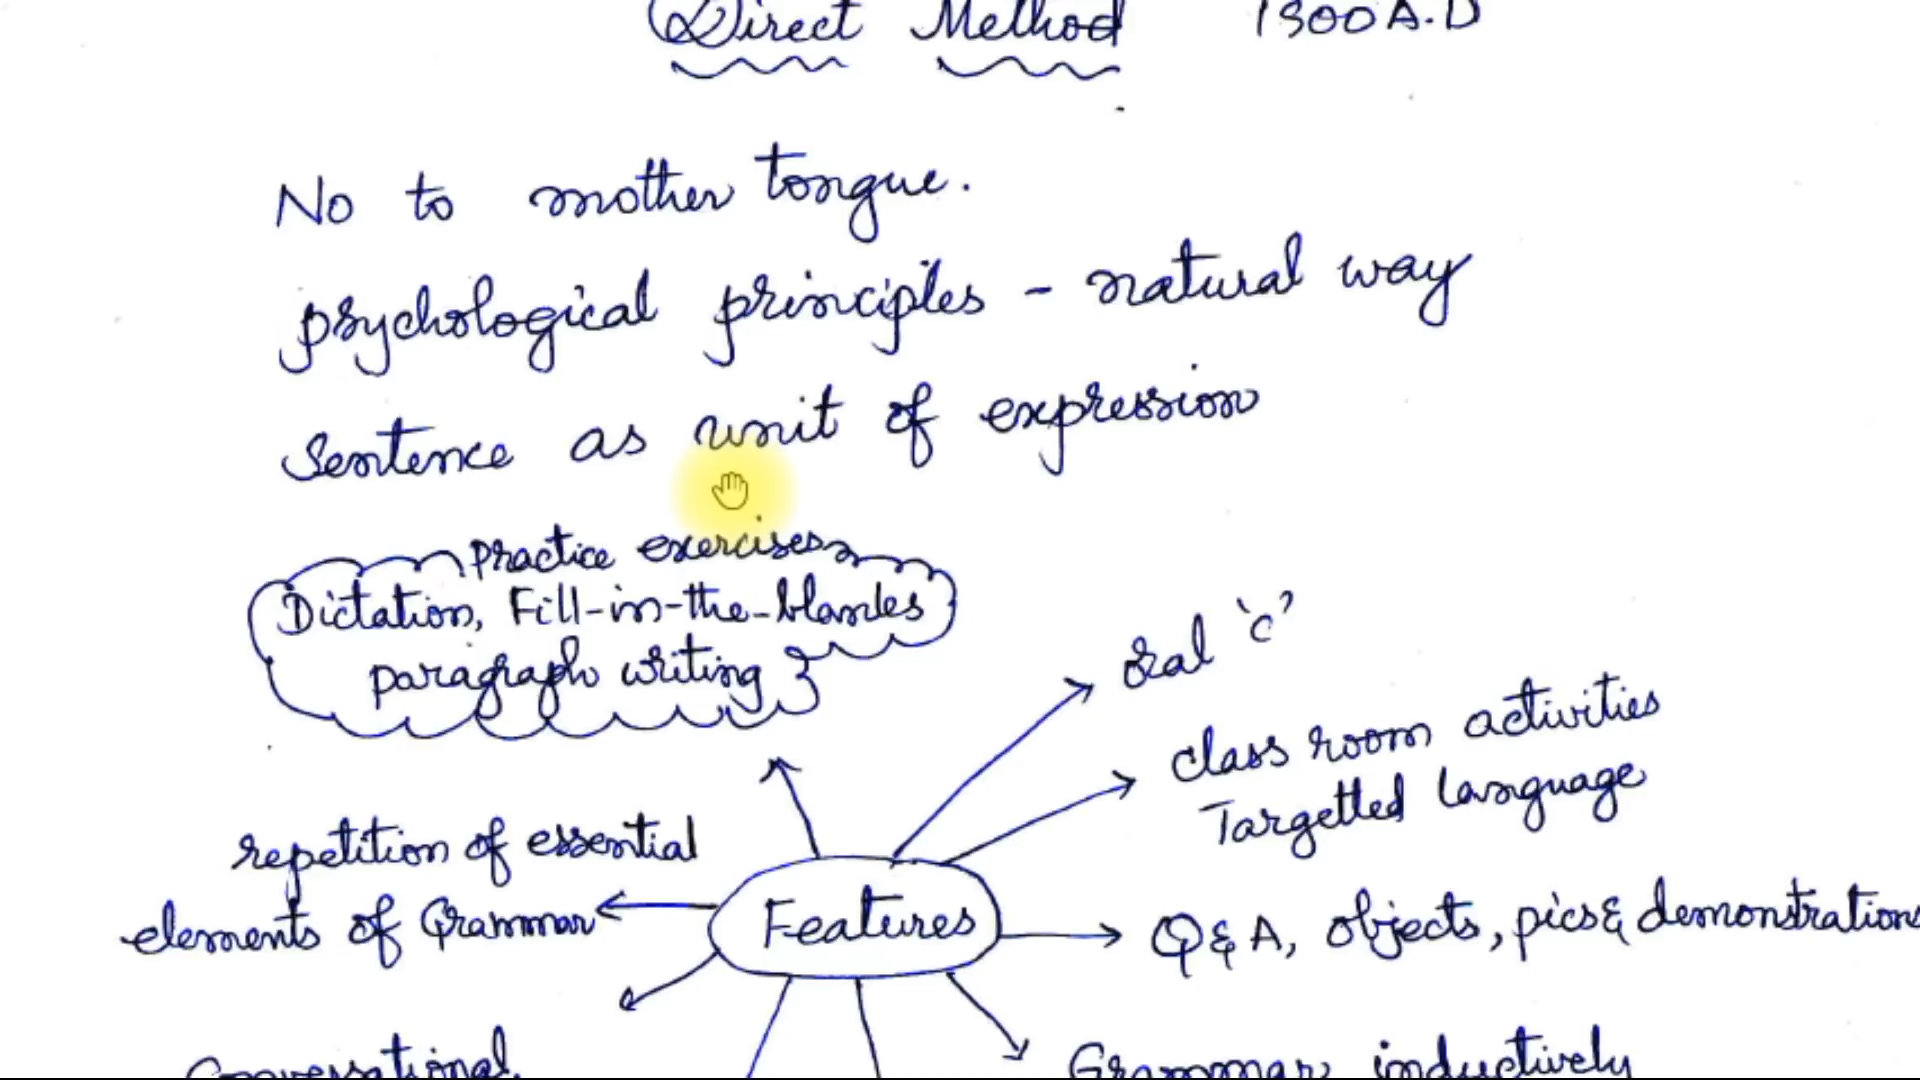 Direct Method 1900 A.D
No to mother tongue.
psychological principles - natural way
Sentence as unit of expression
Practice exercises
Dictation, Fill-in-the-blanks
paragraph writing
oral 'c'
class room activities
Targetted language
repetition of essential
elements of Grammar
Features
Q & A, objects, pics & demonstrations
Conversational
Grammar inductively